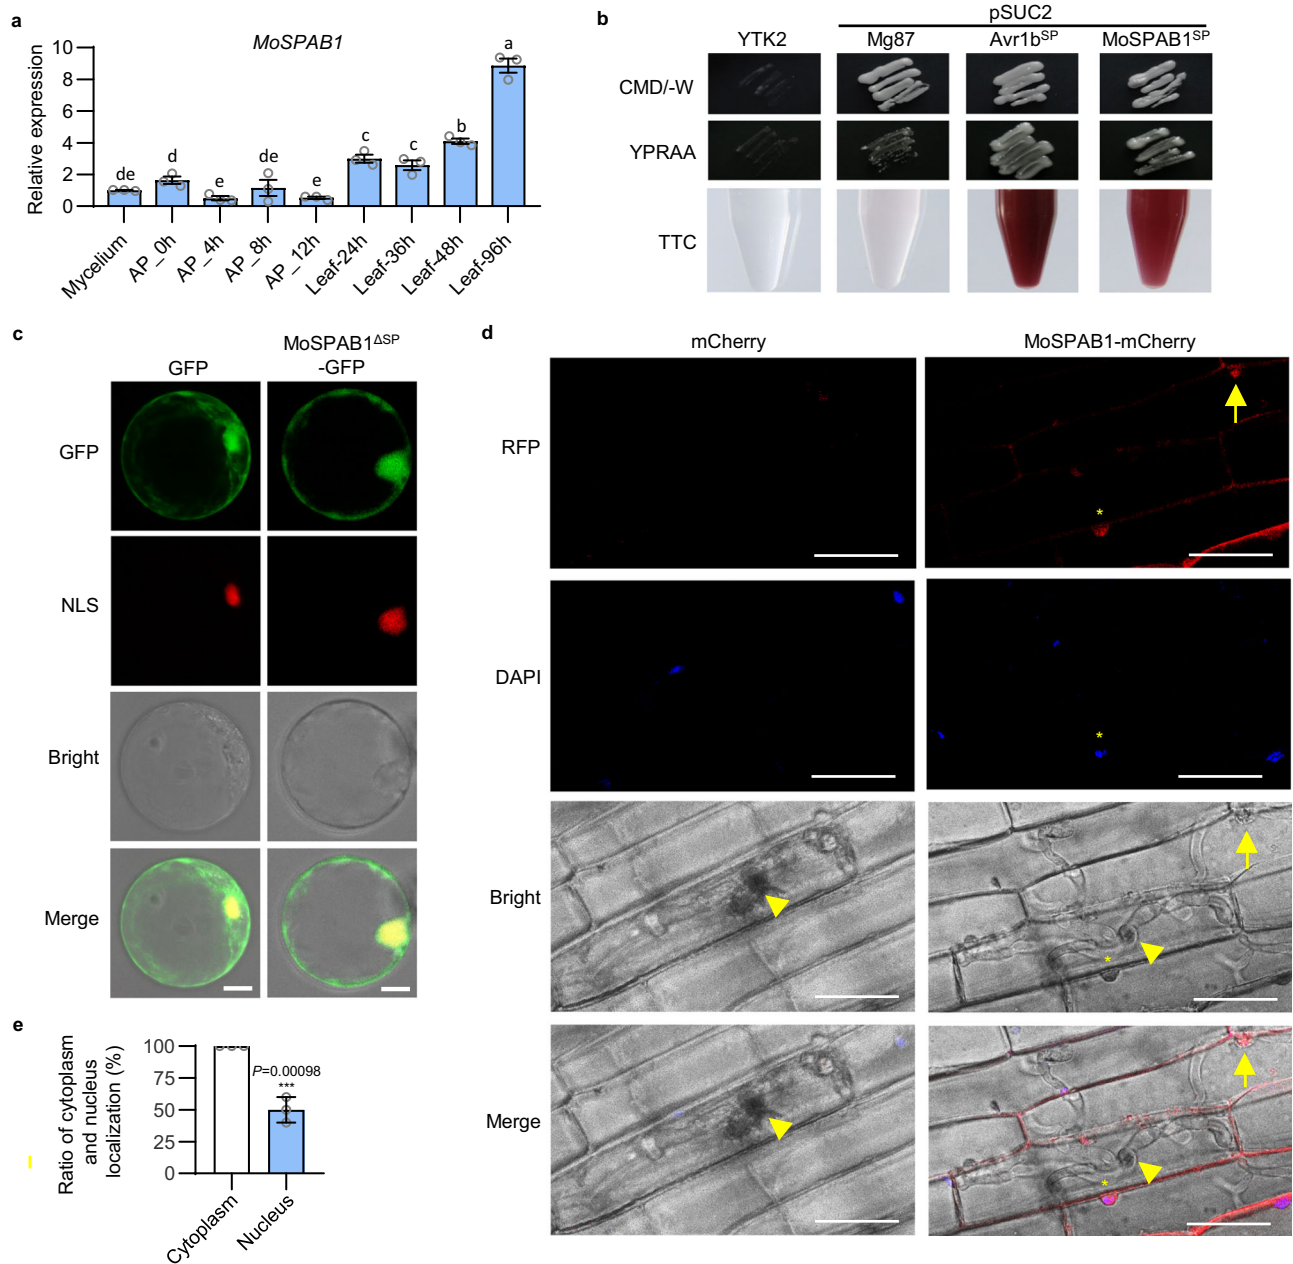 a
MoSPAB1
Relative expression
10
8
6
4
2
0
de
d
e
de
e
c
c
b
a
Mycelium
AP_0h
AP_4h
AP_8h
AP_12h
Leaf-24h
Leaf-36h
Leaf-48h
Leaf-96h
b
pSUC2
YTK2
Mg87
Avr1bSP
MoSPAB1SP
CMD/-W
YPRAA
TTC
c
GFP
MoSPAB1ΔSP
-GFP
GFP
NLS
Bright
Merge
d
mCherry
MoSPAB1-mCherry
RFP
*
DAPI
*
Bright
*
Merge
*
e
Ratio of cytoplasm
and nucleus
localization (%)
100
75
50
25
0
P=0.00098
***
Cytoplasm
Nucleus